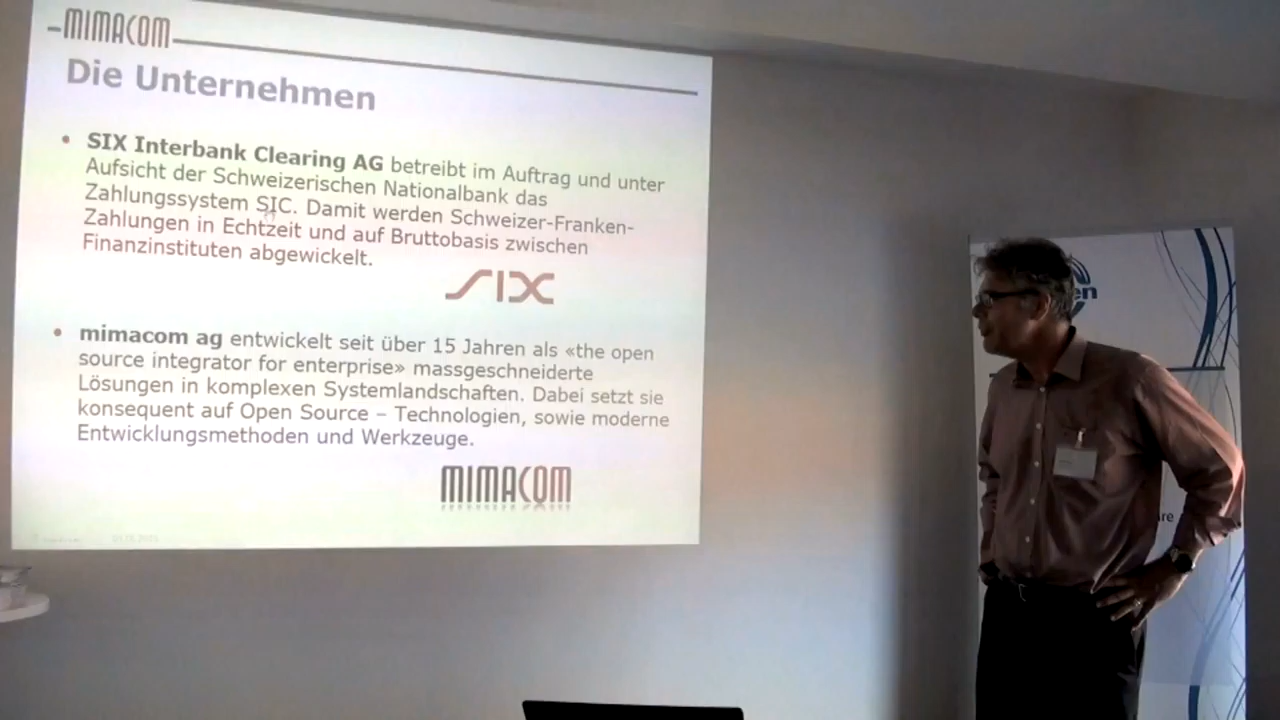 MIMACOM
Die Unternehmen
• SIX Interbank Clearing AG betreibt im Auftrag und unter
Aufsicht der Schweizerischen Nationalbank das
Zahlungssystem SIC. Damit werden Schweizer-Franken-
Zahlungen in Echtzeit und auf Bruttobasis zwischen
Finanzinstituten abgewickelt.
SIX
• mimacom ag entwickelt seit über 15 Jahren als «the open
source integrator for enterprise» massgeschneiderte
Lösungen in komplexen Systemlandschaften. Dabei setzt sie
konsequent auf Open Source – Technologien, sowie moderne
Entwicklungsmethoden und Werkzeuge.
MIMACOM